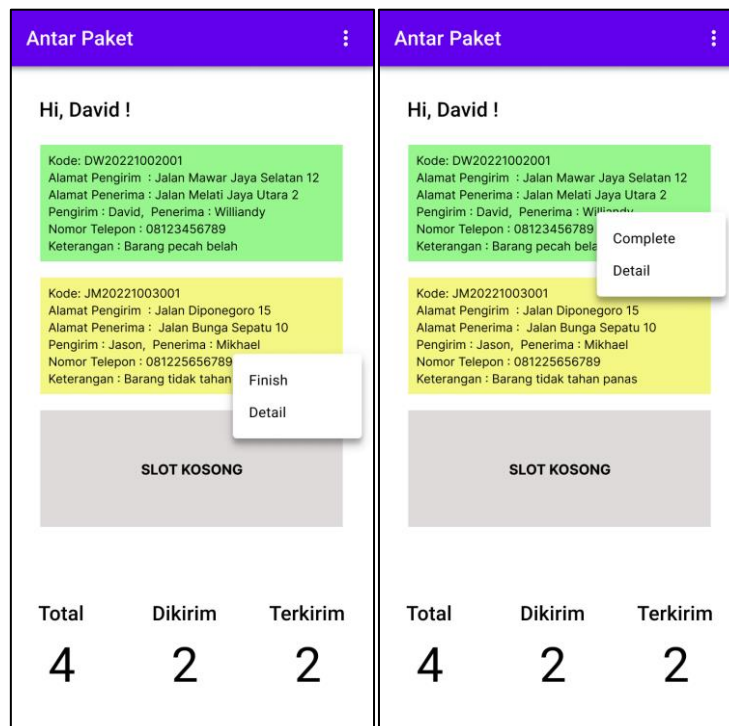 Antar Paket
Hi, David !
Kode: DW20221002001
Alamat Pengirim : Jalan Mawar Jaya Selatan 12
Alamat Penerima : Jalan Melati Jaya Utara 2
Pengirim : David, Penerima : Williandy
Nomor Telepon : 08123456789
Keterangan : Barang pecah belah
Kode: JM20221003001
Alamat Pengirim : Jalan Diponegoro 15
Alamat Penerima : Jalan Bunga Sepatu 10
Pengirim : Jason, Penerima : Mikhael
Nomor Telepon : 081225656789
Keterangan : Barang tidak tahan
Finish
Detail
SLOT KOSONG
Total Dikirim Terkirim
4 2 2
Antar Paket
Hi, David !
Kode: DW20221002001
Alamat Pengirim : Jalan Mawar Jaya Selatan 12
Alamat Penerima : Jalan Melati Jaya Utara 2
Pengirim : David, Penerima : Williandy
Nomor Telepon : 08123456789
Keterangan : Barang pecah bela
Complete
Detail
Kode: JM20221003001
Alamat Pengirim : Jalan Diponegoro 15
Alamat Penerima : Jalan Bunga Sepatu 10
Pengirim : Jason, Penerima : Mikhael
Nomor Telepon : 081225656789
Keterangan : Barang tidak tahan panas
SLOT KOSONG
Total Dikirim Terkirim
4 2 2